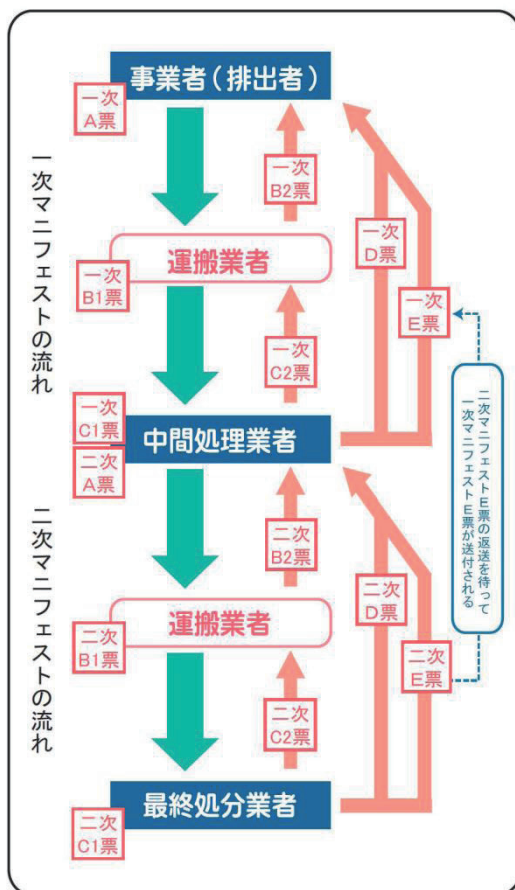 事業者（排出者）
一次
A票
一次
B2票
一次
D票
一次
E票
一次マニフェストの流れ
運搬業者
一次
B1票
一次
C2票
二次マニフェストE票の返送を待って
一次マニフェストE票が送付される
一次
C1票
中間処理業者
二次
A票
二次
B2票
二次
D票
二次
E票
二次マニフェストの流れ
運搬業者
二次
B1票
二次
C2票
最終処分業者
二次
C1票